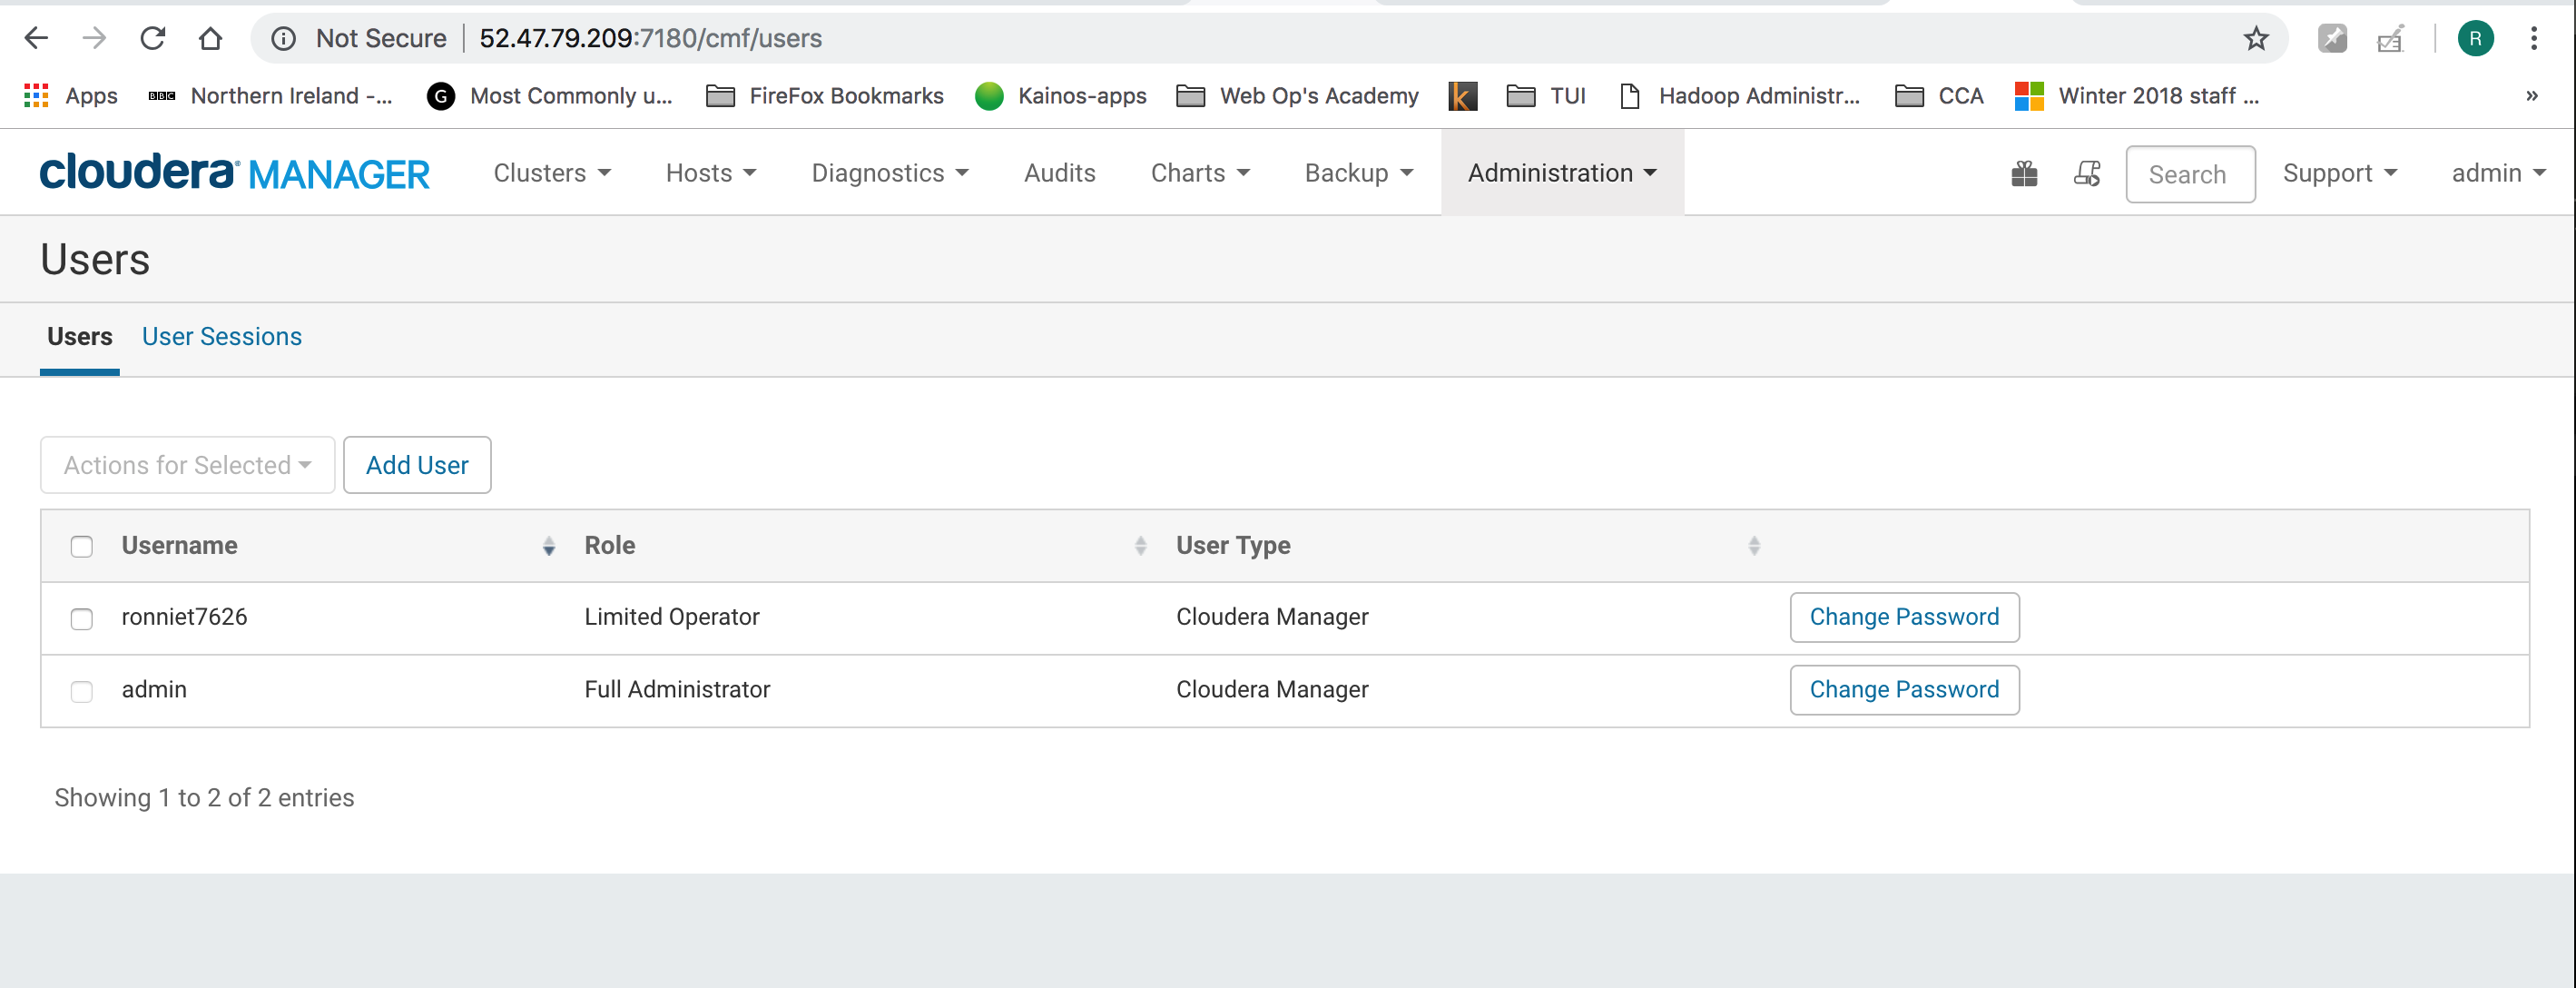 Not Secure 52.47.79.209:7180/cmf/users R
Apps BBC Northern Ireland -... G Most Commonly u... FireFox Bookmarks Kainos-apps Web Op's Academy k TUI Hadoop Administr... CCA Winter 2018 staff ... »
cloudera MANAGER Clusters Hosts Diagnostics Audits Charts Backup Administration Search Support admin
Users
Users User Sessions
Actions for Selected Add User
Username Role User Type
ronniet7626 Limited Operator Cloudera Manager Change Password
admin Full Administrator Cloudera Manager Change Password
Showing 1 to 2 of 2 entries